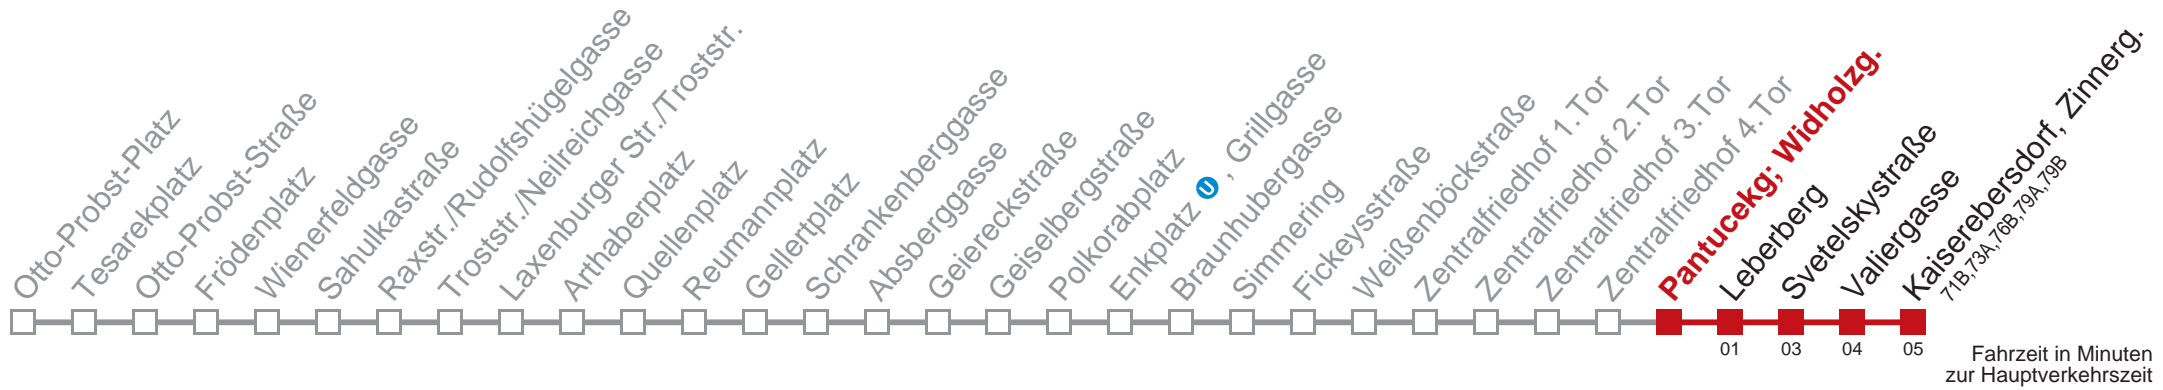 Otto-Probst-Platz
Tesarekplatz
Otto-Probst-Straße
Frödenplatz
Wienerfeldgasse
Sahulkastraße
Raxstr./Rudolfshügelgasse
Troststr./Neilreichgasse
Laxenburger Str./Troststr.
Arthaberplatz
Quellenplatz
Reumannplatz
Gellertplatz
Schrankenberggasse
Absberggasse
Geiereckstraße
Geiselbergstraße
Polkorabplatz
Enkplatz U , Grillgasse
Braunhubergasse
Simmering
Fickeysstraße
Weißenböckstraße
Zentralfriedhof 1.Tor
Zentralfriedhof 2.Tor
Zentralfriedhof 3.Tor
Zentralfriedhof 4.Tor
Pantucekg; Widholzg.
Leberberg
Svetelskystraße
Valiergasse
Kaiserebersdorf, Zinnerg.
71B,73A,76B,79A,79B
01 03 04 05
Fahrzeit in Minuten
zur Hauptverkehrszeit